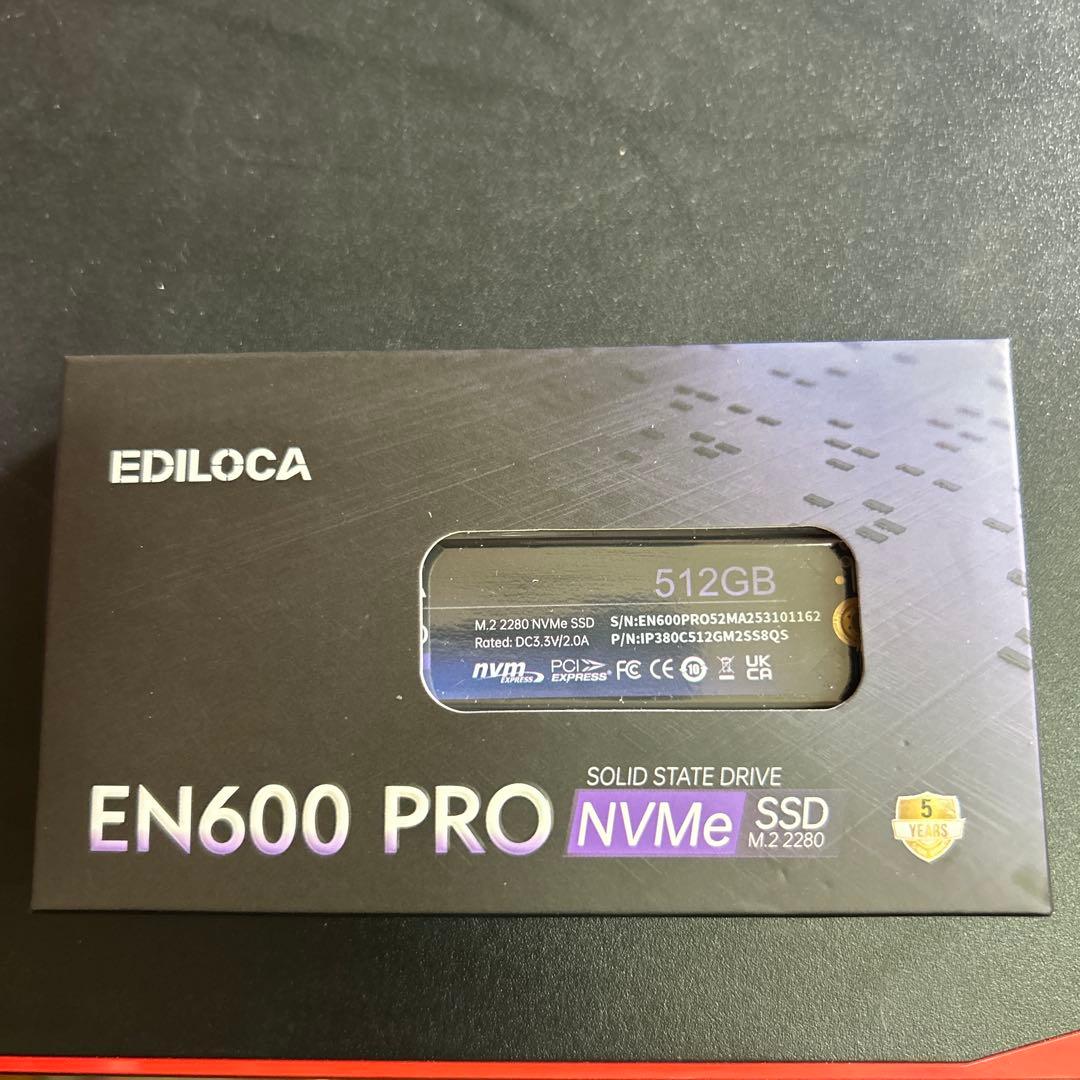 EDILOCA
512GB
M.2 2280 NVMe SSD S/N:EN600PRO52MA253101162
Rated: DC3.3V/2.0A P/N:IP380C512GM2SS8QS
nvm EXPRESS PCI EXPRESS FC CE 10 UK CA
SOLID STATE DRIVE
EN600 PRO NVMe SSD
M.2 2280
5
YEARS